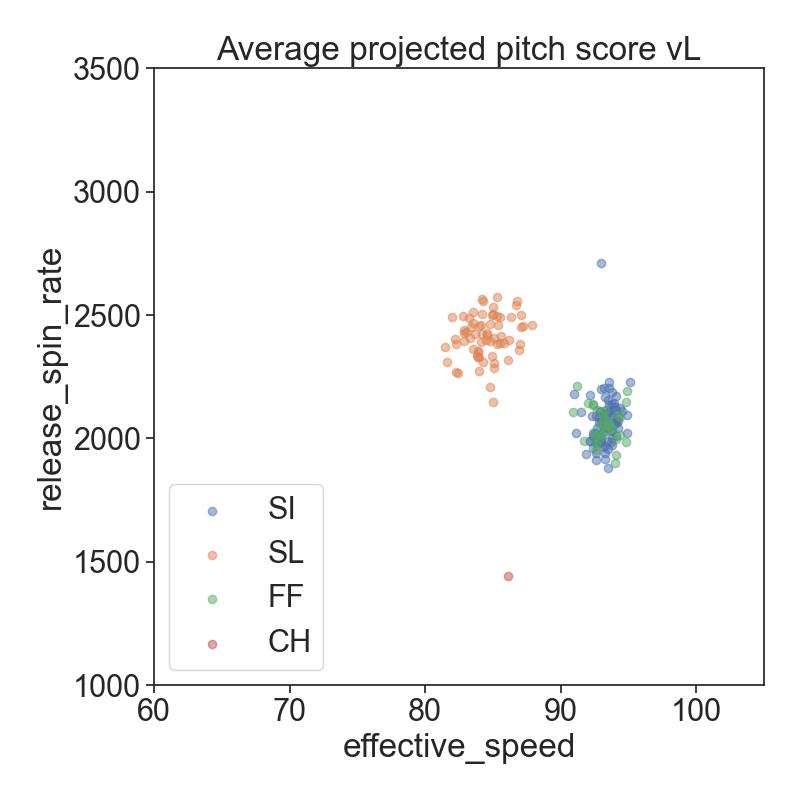 Average projected pitch score vL
3500
3000
2500
2000
1500
1000
release_spin_rate
SI
SL
FF
CH
60
70
80
90
100
effective_speed